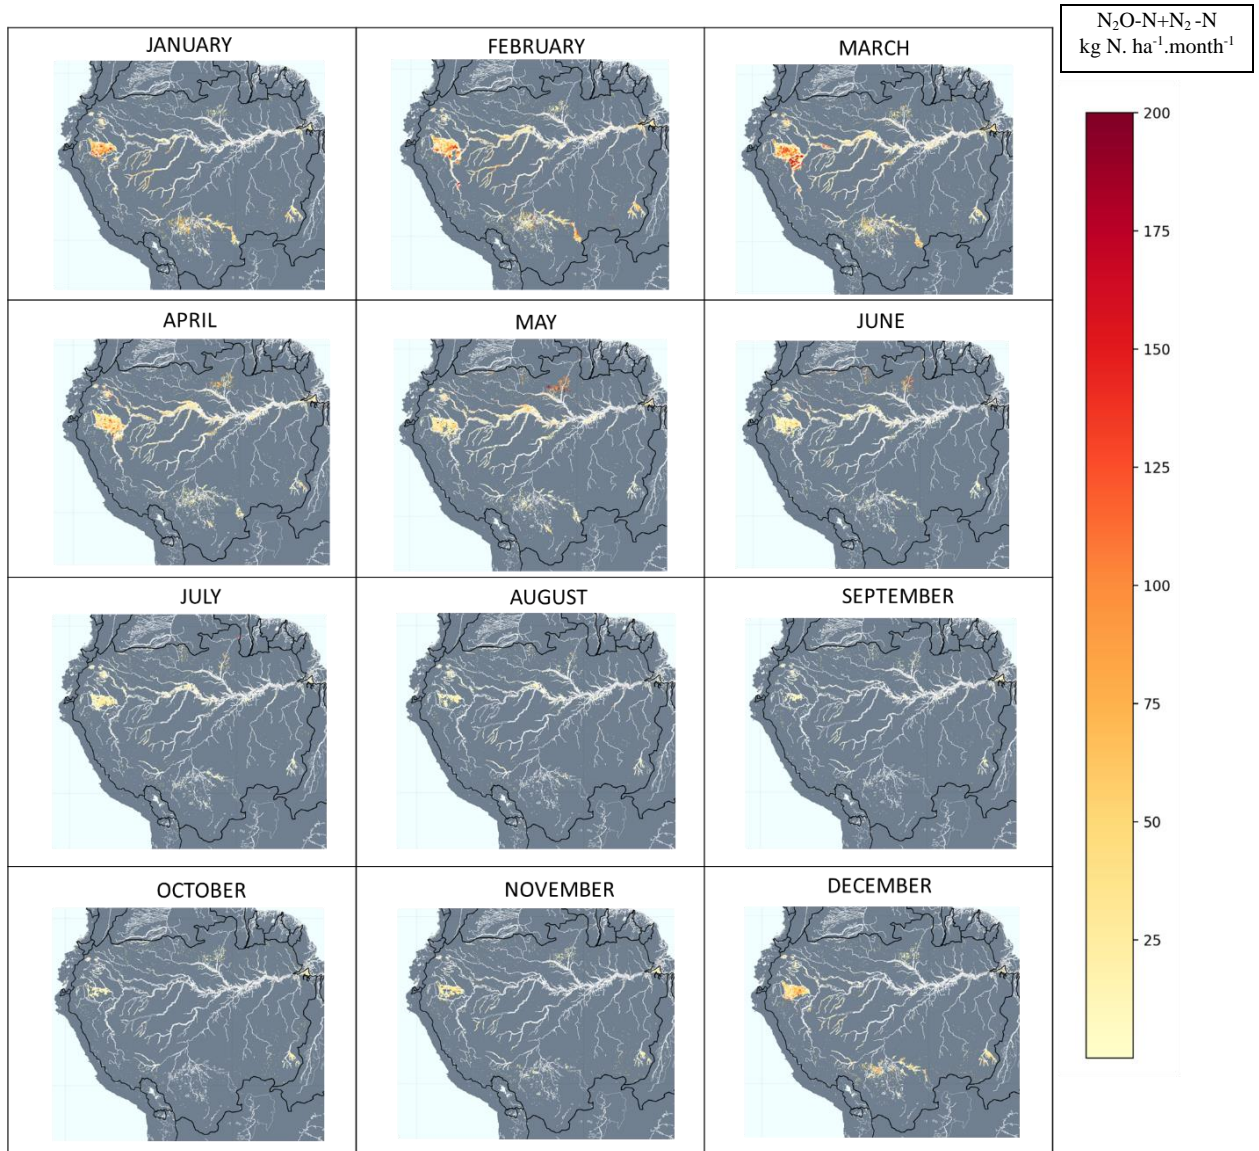 N₂O-N+N₂ -N
kg N. ha⁻¹.month⁻¹
JANUARY
FEBRUARY
MARCH
APRIL
MAY
JUNE
JULY
AUGUST
SEPTEMBER
OCTOBER
NOVEMBER
DECEMBER
200
175
150
125
100
75
50
25